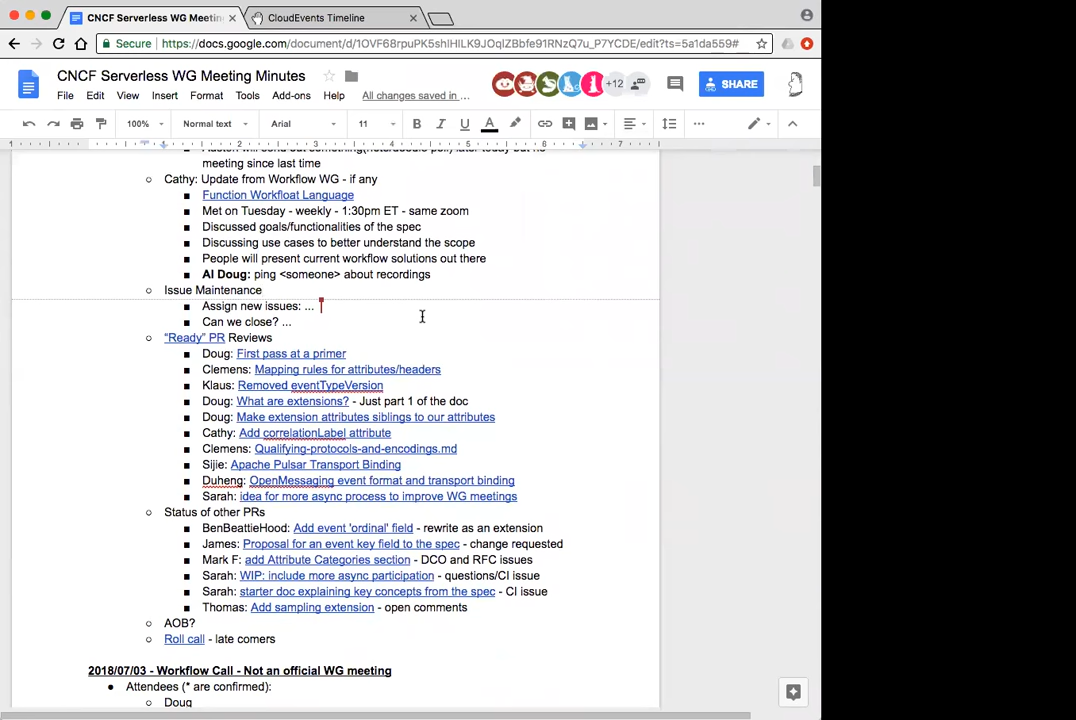 CNCF Serverless WG Meetin
CloudEvents Timeline
Secure
https://docs.google.com/document/d/1OVF68rpuPK5shIHILK9JOqlZBbfe91RNzQ7u_P7YCDE/edit?ts=5a1da559#
CNCF Serverless WG Meeting Minutes
+12
SHARE
File Edit View Insert Format Tools Add-ons Help All changes saved in ...
100% Normal text Arial 11
1 1 2 3 4 5 6 7
meeting since last time
Cathy: Update from Workflow WG - if any
Function Workfloat Language
Met on Tuesday - weekly - 1:30pm ET - same zoom
Discussed goals/functionalities of the spec
Discussing use cases to better understand the scope
People will present current workflow solutions out there
AI Doug: ping <someone> about recordings
Issue Maintenance
Assign new issues: ...
Can we close? ...
“Ready” PR Reviews
Doug: First pass at a primer
Clemens: Mapping rules for attributes/headers
Klaus: Removed eventTypeVersion
Doug: What are extensions? - Just part 1 of the doc
Doug: Make extension attributes siblings to our attributes
Cathy: Add correlationLabel attribute
Clemens: Qualifying-protocols-and-encodings.md
Sijie: Apache Pulsar Transport Binding
Duheng: OpenMessaging event format and transport binding
Sarah: idea for more async process to improve WG meetings
Status of other PRs
BenBeattieHood: Add event 'ordinal' field - rewrite as an extension
James: Proposal for an event key field to the spec - change requested
Mark F: add Attribute Categories section - DCO and RFC issues
Sarah: WIP: include more async participation - questions/CI issue
Sarah: starter doc explaining key concepts from the spec - CI issue
Thomas: Add sampling extension - open comments
AOB?
Roll call - late comers
2018/07/03 - Workflow Call - Not an official WG meeting
Attendees (* are confirmed):
Doug